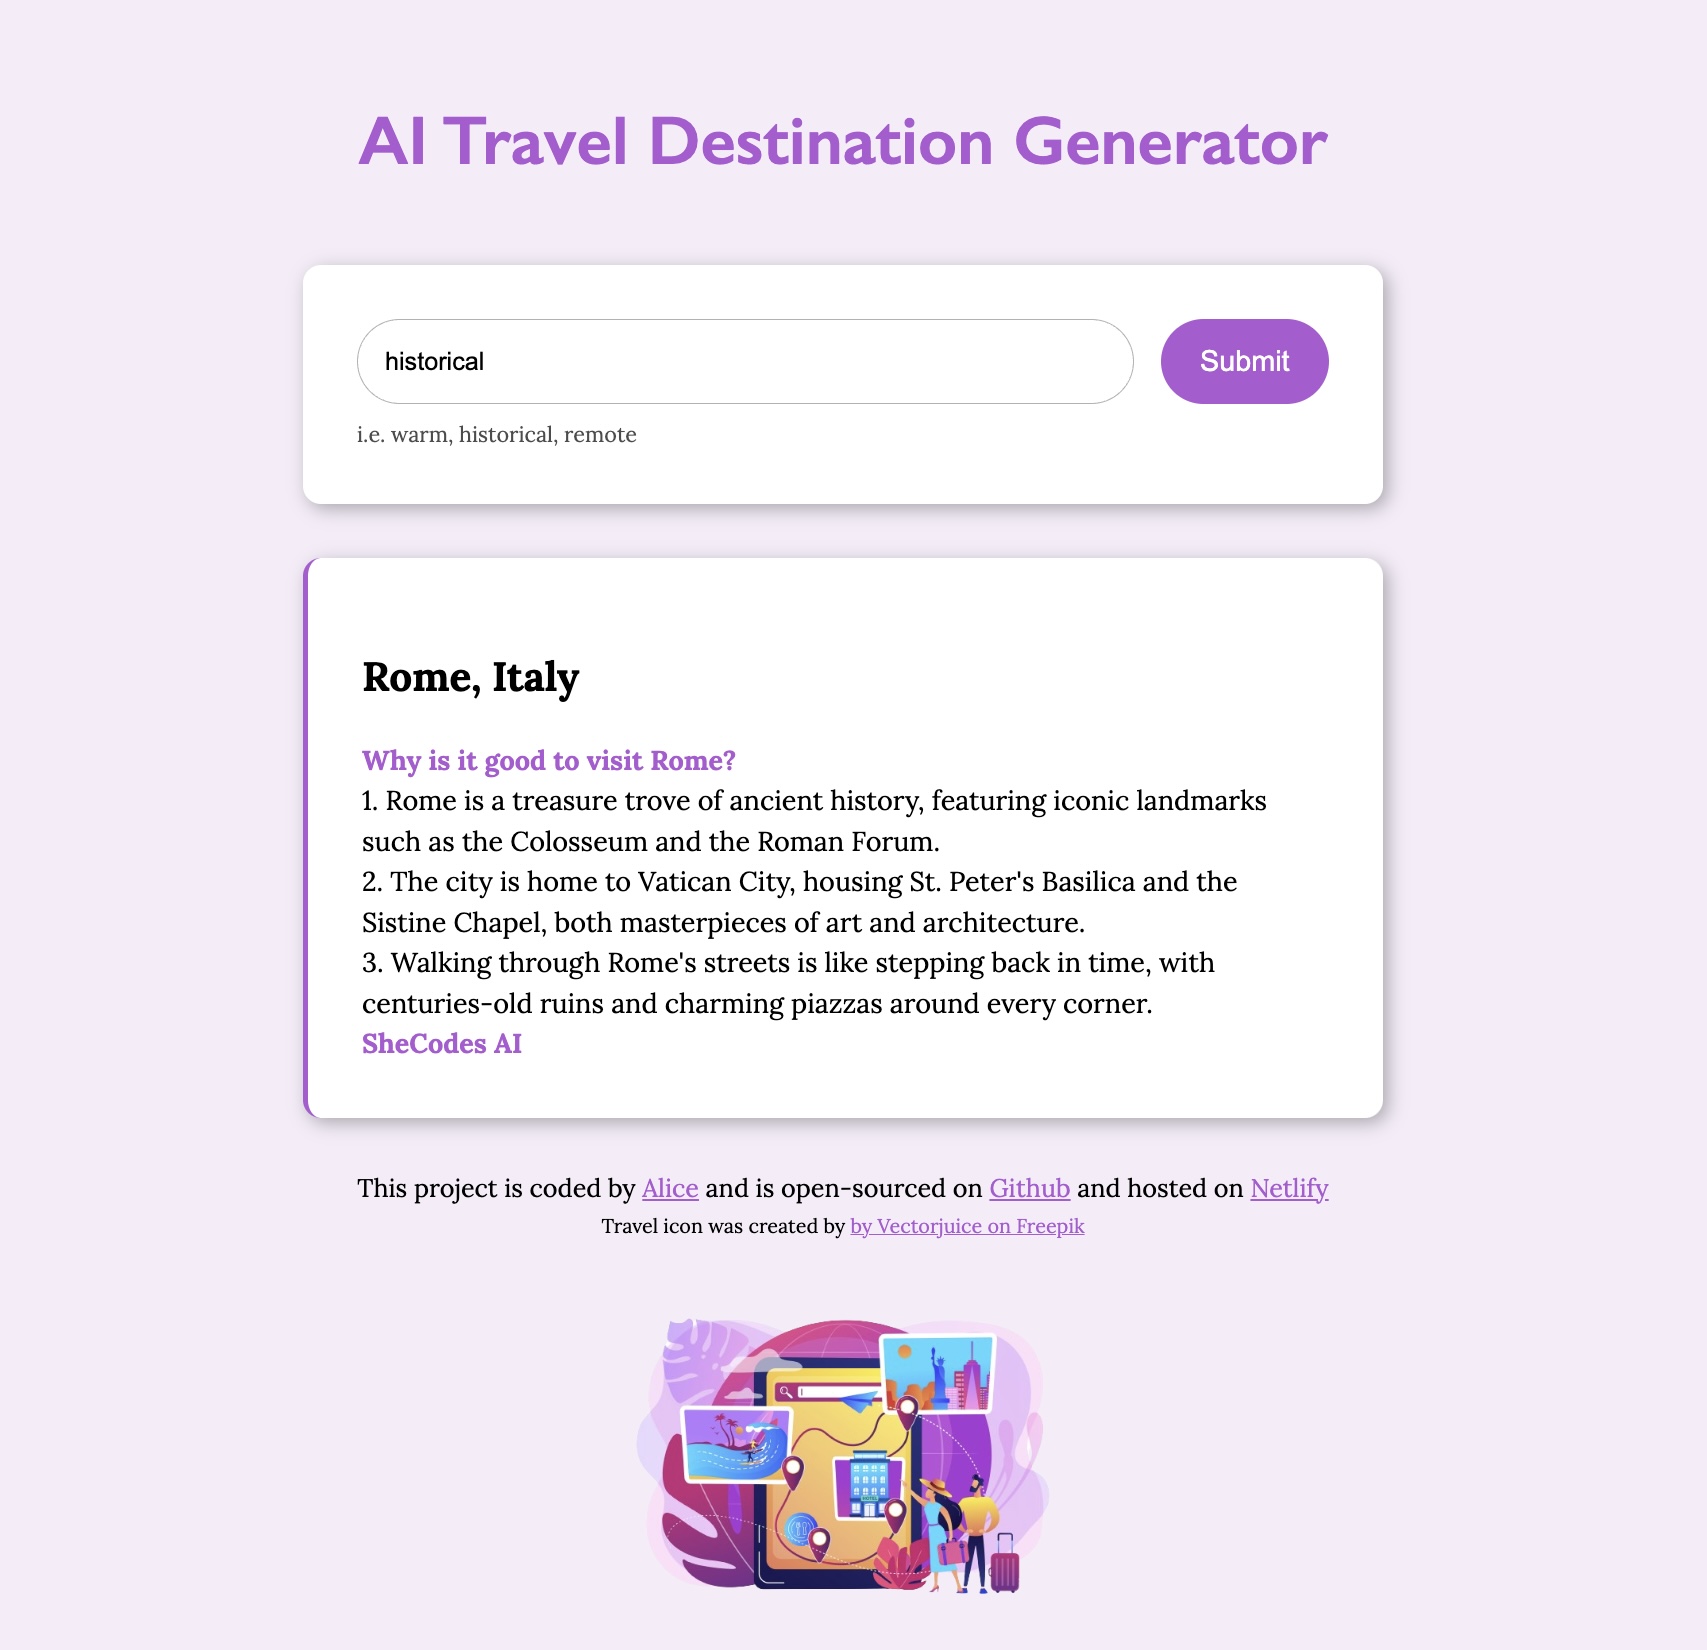 AI Travel Destination Generator
historical
Submit
i.e. warm, historical, remote
Rome, Italy
Why is it good to visit Rome?
1. Rome is a treasure trove of ancient history, featuring iconic landmarks
such as the Colosseum and the Roman Forum.
2. The city is home to Vatican City, housing St. Peter's Basilica and the
Sistine Chapel, both masterpieces of art and architecture.
3. Walking through Rome's streets is like stepping back in time, with
centuries-old ruins and charming piazzas around every corner.
SheCodes AI
This project is coded by Alice and is open-sourced on Github and hosted on Netlify
Travel icon was created by by Vectorjuice on Freepik
HOTEL